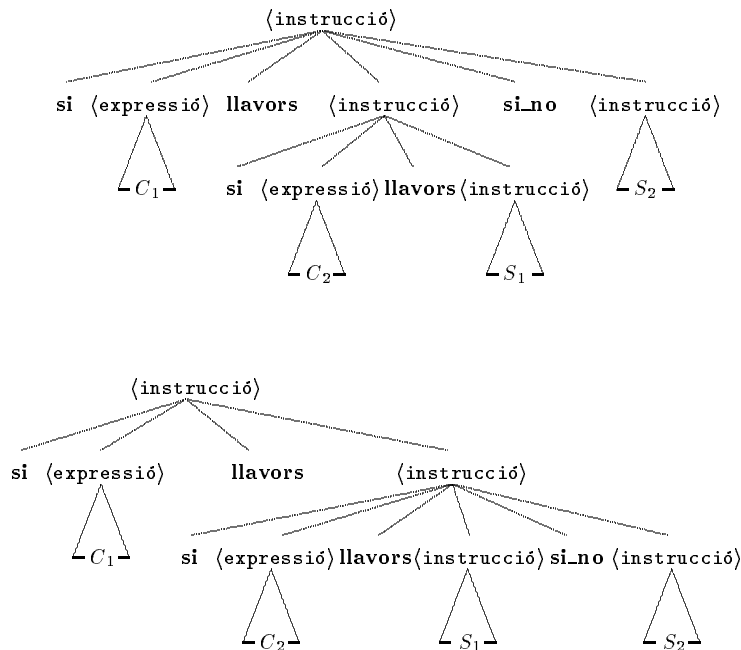 ⟨instrucció⟩
si ⟨expressió⟩ llavors ⟨instrucció⟩ si_no ⟨instrucció⟩
C₁ si ⟨expressió⟩ llavors ⟨instrucció⟩ S₂
C₂ S₁
⟨instrucció⟩
si ⟨expressió⟩ llavors ⟨instrucció⟩
C₁ si ⟨expressió⟩ llavors ⟨instrucció⟩ si_no ⟨instrucció⟩
C₂ S₁ S₂